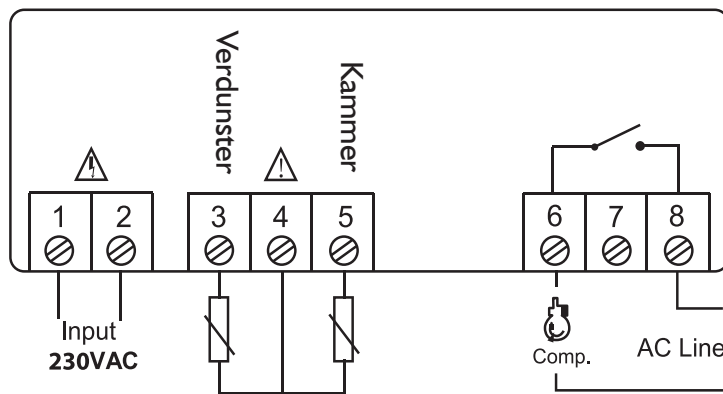 Verdunster
Kammer
1 2 3 4 5 6 7 8
Input
230VAC
Comp.
AC Line